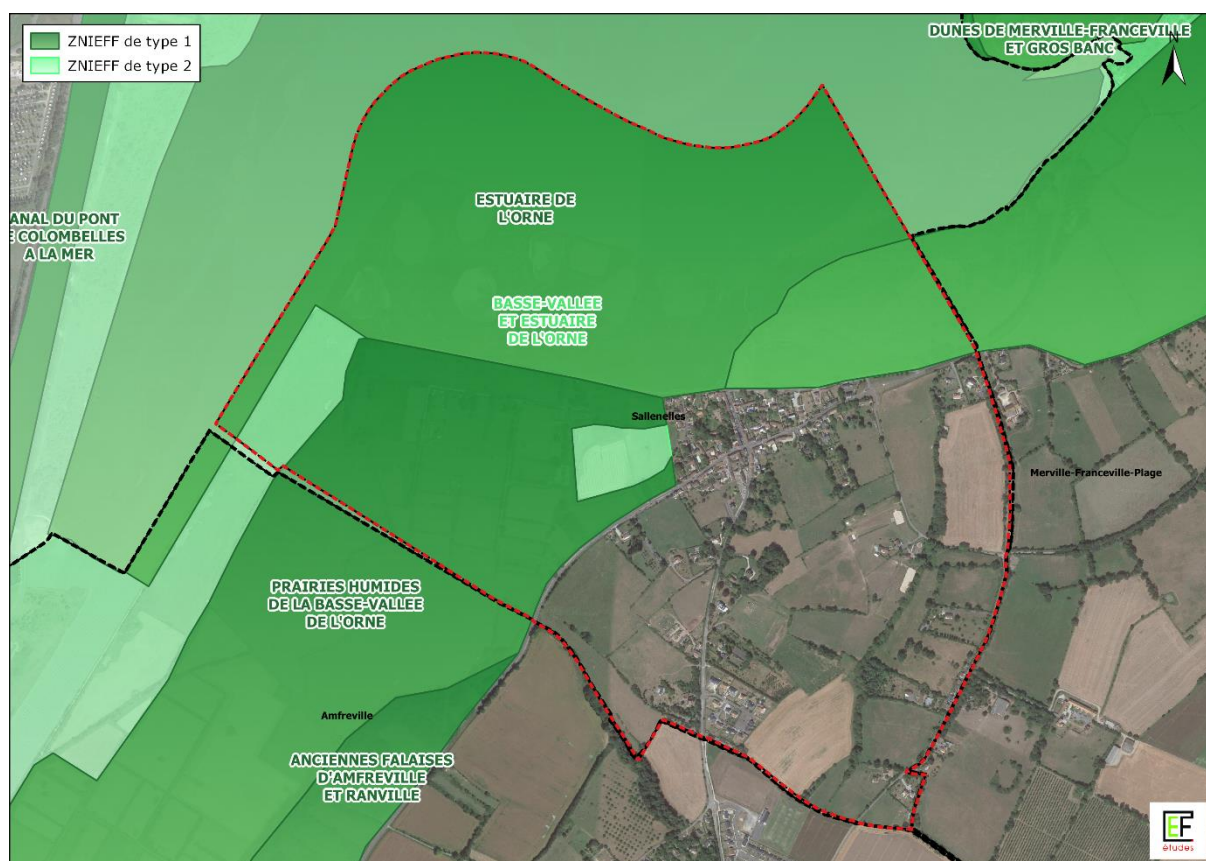 ZNIEFF de type 1
ZNIEFF de type 2
DUNES DE MERVILLE-FRANCEVILLE
ET GROS BANC
N
ESTUAIRE DE
L'ORNE
ANAL DU PONT
E COLOMBELLES
A LA MER
BASSE-VALLEE
ET ESTUAIRE
DE L'ORNE
Sallenelles
Merville-Franceville-Plage
PRAIRIES HUMIDES
DE LA BASSE-VALLEE
DE L'ORNE
Amfreville
ANCIENNES FALAISES
D'AMFREVILLE
ET RANVILLE
EF
études